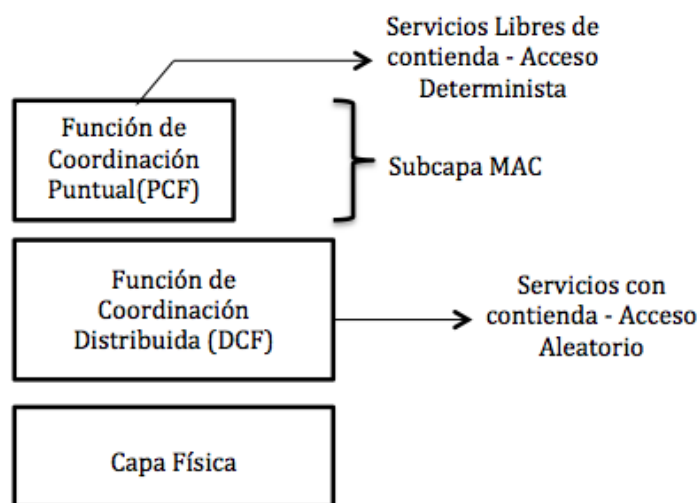 Servicios Libres de
contienda - Acceso
Determinista
Función de
Coordinación
Puntual(PCF)
Subcapa MAC
Función de
Coordinación
Distribuida (DCF)
Servicios con
contienda - Acceso
Aleatorio
Capa Física